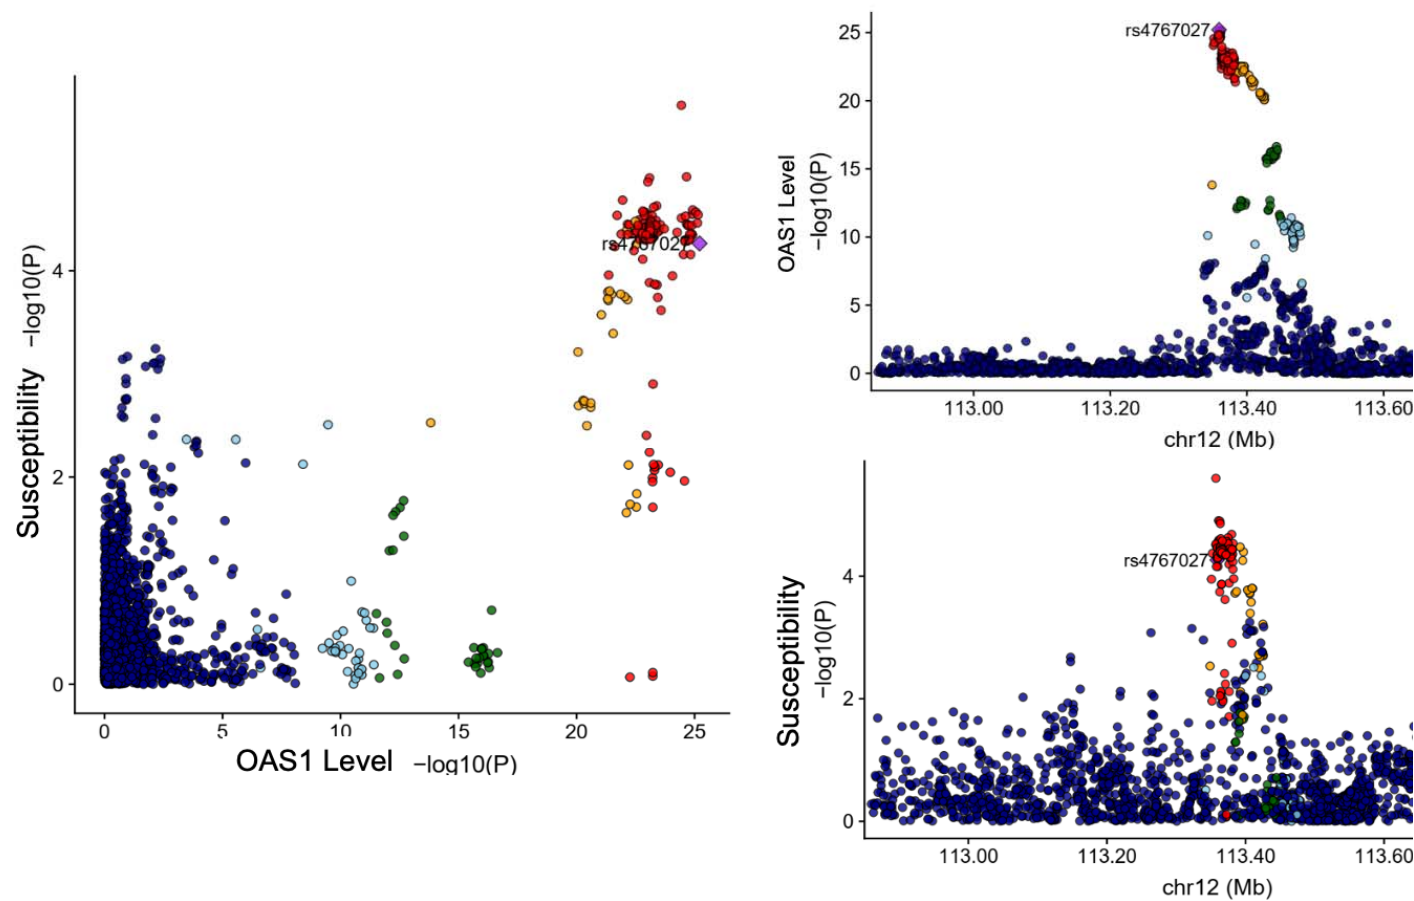 Susceptibility −log10(P)
4
2
0
rs4767027
0 5 10 15 20 25
OAS1 Level −log10(P)
OAS1 Level
−log10(P)
25
20
15
10
5
0
rs4767027
113.00 113.20 113.40 113.60
chr12 (Mb)
Susceptibility
−log10(P)
4
2
0
rs4767027
113.00 113.20 113.40 113.60
chr12 (Mb)